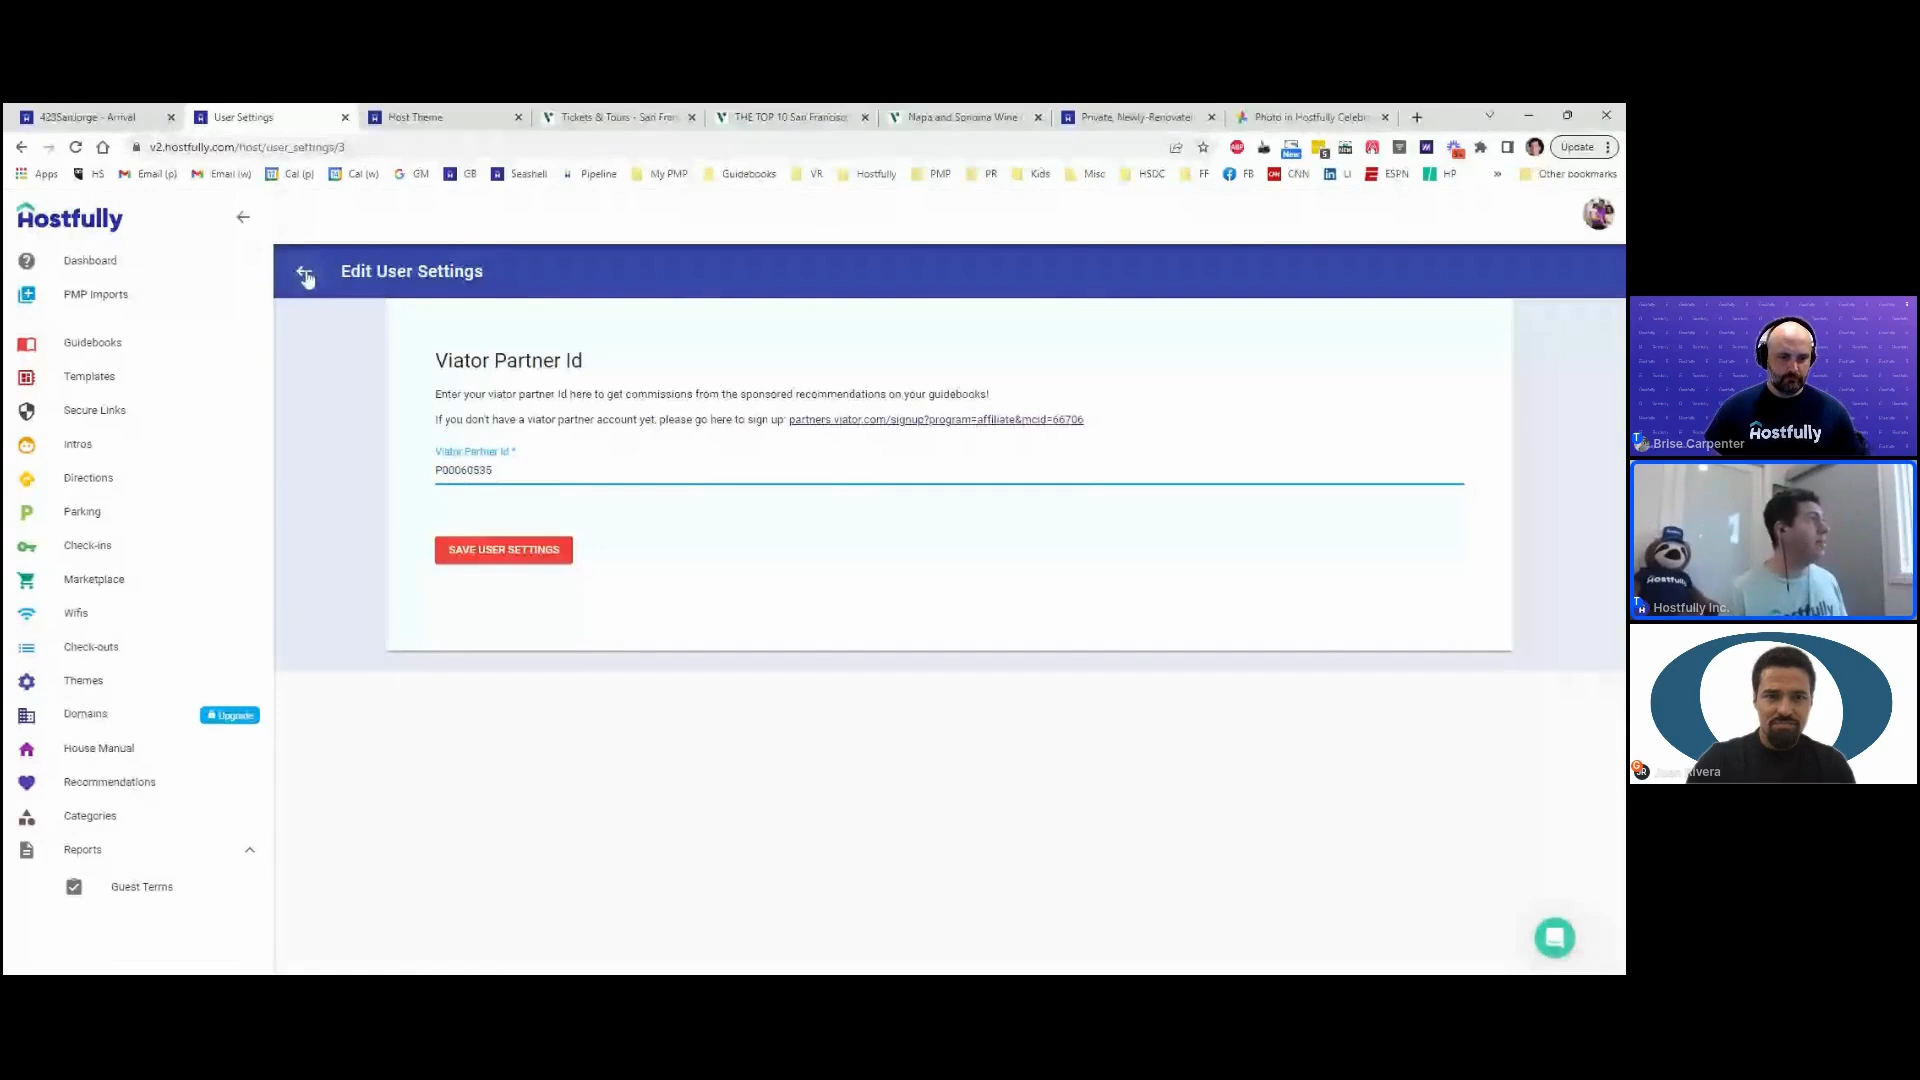 423SanJorge - Arrival
User Settings
Host Theme
Tickets & Tours - San Fran
THE TOP 10 San Francisco
Napa and Sonoma Wine
Private, Newly-Renovated
Photo in Hostfully Celebr
v2.hostfully.com/host/user_settings/3
New
5
Update
Apps
HS
Email (p)
Email (w)
Cal (p)
Cal (w)
GM
GB
Seashell
Pipeline
My PMP
Guidebooks
VR
Hostfully
PMP
PR
Kids
Misc
HSDC
FF
FB
CNN
LI
ESPN
HP
»
Other bookmarks
Hostfully
Dashboard
PMP Imports
Guidebooks
Templates
Secure Links
Intros
Directions
Parking
Check-ins
Marketplace
Wifis
Check-outs
Themes
Domains
Upgrade
House Manual
Recommendations
Categories
Reports
Guest Terms
Edit User Settings
Viator Partner Id
Enter your viator partner Id here to get commissions from the sponsored recommendations on your guidebooks!
If you don't have a viator partner account yet, please go here to sign up: partners.viator.com/signup?program=affiliate&mcid=66706
Viator Partner Id *
P00060535
SAVE USER SETTINGS
Hostfully
Brise Carpenter
Hostfully
Hostfully Inc.
Juan Rivera